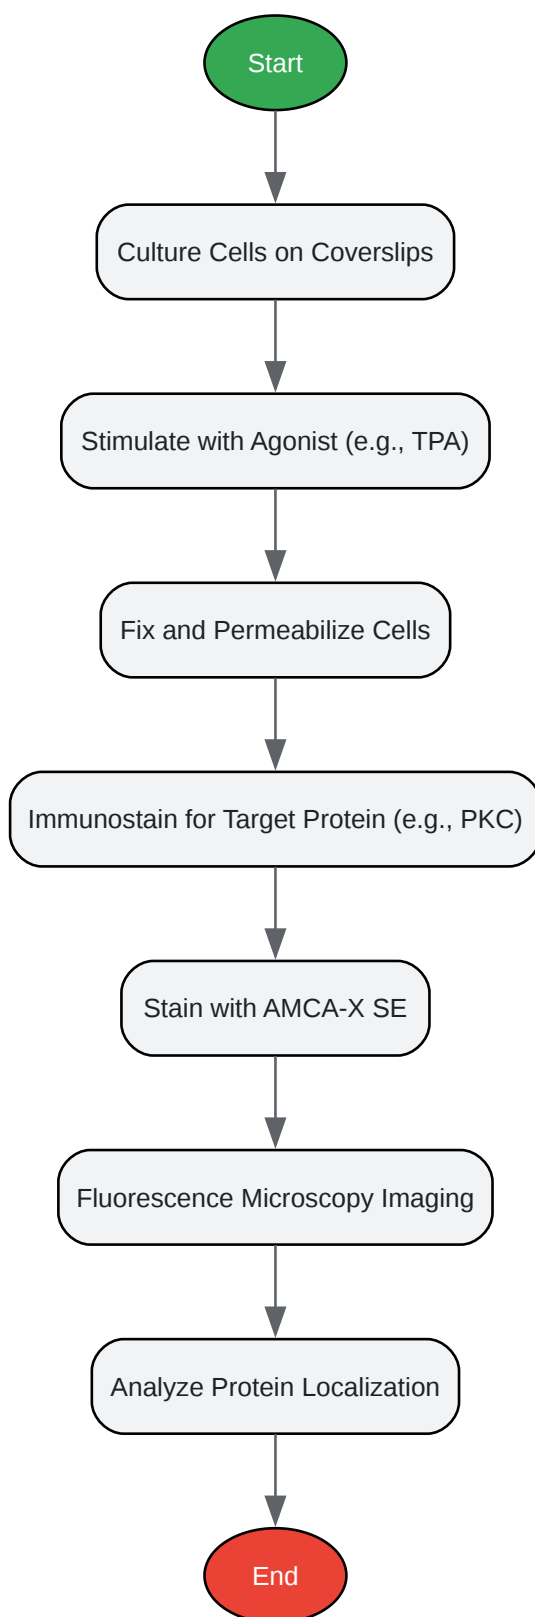 Start
Culture Cells on Coverslips
Stimulate with Agonist (e.g., TPA)
Fix and Permeabilize Cells
Immunostain for Target Protein (e.g., PKC)
Stain with AMCA-X SE
Fluorescence Microscopy Imaging
Analyze Protein Localization
End